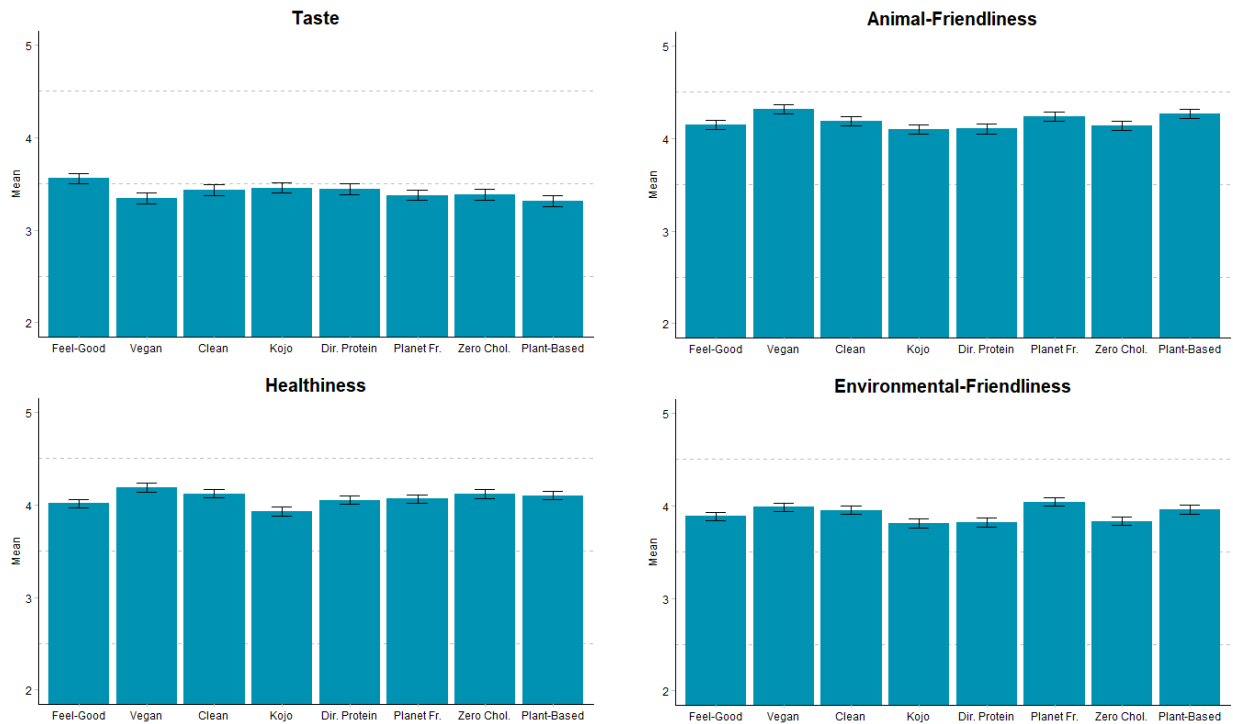 Taste
5
4
3
2
Mean
Feel-Good Vegan Clean Kojo Dir. Protein Planet Fr. Zero Chol. Plant-Based
Animal-Friendliness
5
4
3
2
Mean
Feel-Good Vegan Clean Kojo Dir. Protein Planet Fr. Zero Chol. Plant-Based
Healthiness
5
4
3
2
Mean
Feel-Good Vegan Clean Kojo Dir. Protein Planet Fr. Zero Chol. Plant-Based
Environmental-Friendliness
5
4
3
2
Mean
Feel-Good Vegan Clean Kojo Dir. Protein Planet Fr. Zero Chol. Plant-Based